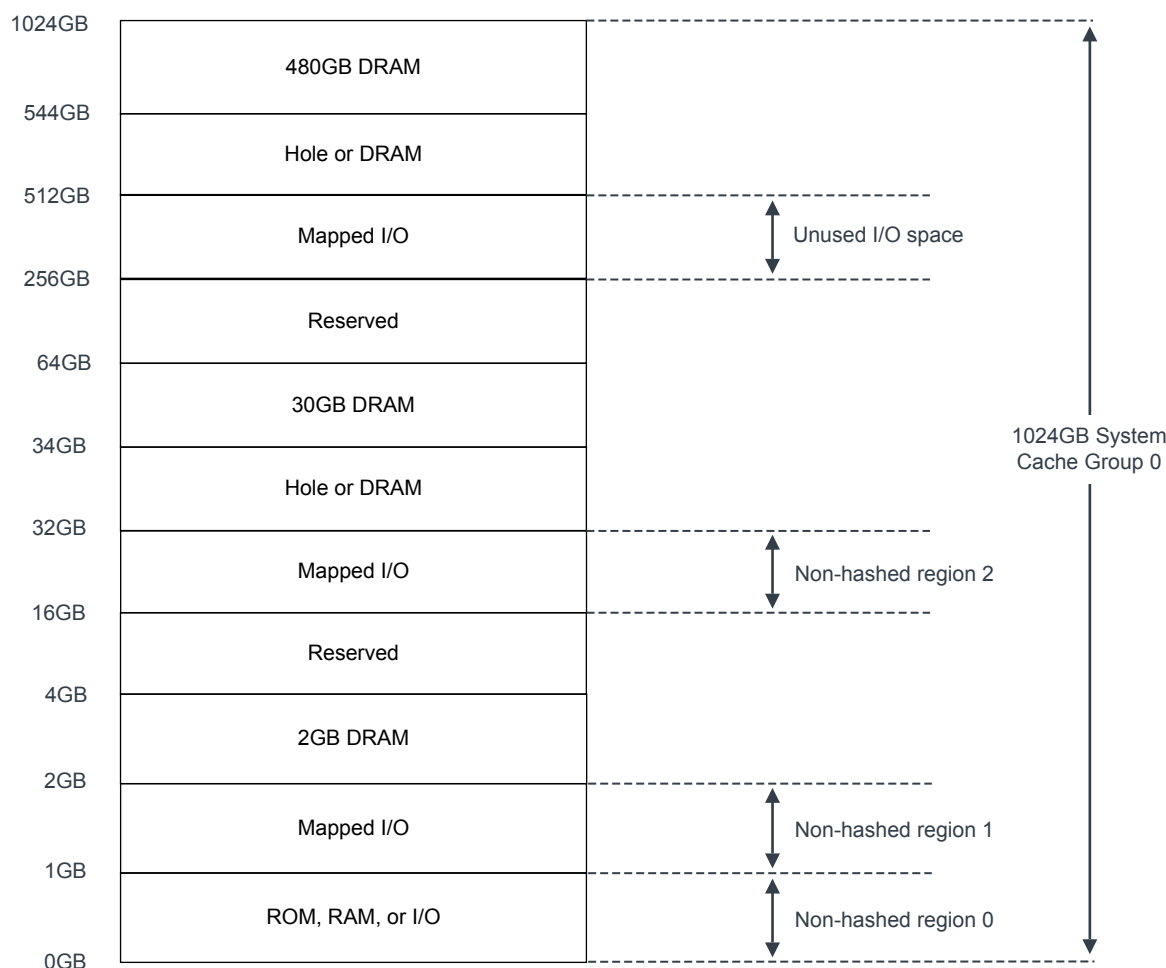 1024GB
480GB DRAM
544GB
Hole or DRAM
512GB
Mapped I/O
Unused I/O space
256GB
Reserved
64GB
30GB DRAM
34GB
1024GB System
Cache Group 0
Hole or DRAM
32GB
Mapped I/O
Non-hashed region 2
16GB
Reserved
4GB
2GB DRAM
2GB
Mapped I/O
Non-hashed region 1
1GB
ROM, RAM, or I/O
Non-hashed region 0
0GB